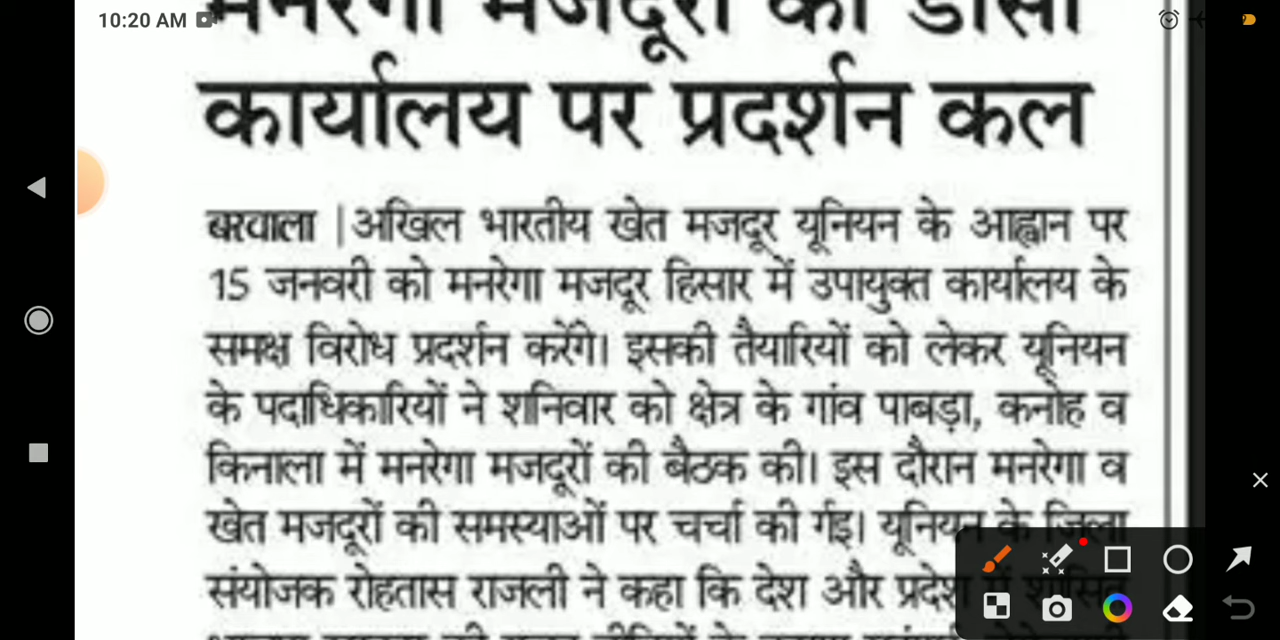 10:20 AM
मनरेगा मजदूरों का डीसी
कार्यालय पर प्रदर्शन कल
बरवाला |अखिल भारतीय खेत मजदूर यूनियन के आह्वान पर
15 जनवरी को मनरेगा मजदूर हिसार में उपायुक्त कार्यालय के
समक्ष विरोध प्रदर्शन करेंगे। इसकी तैयारियों को लेकर यूनियन
के पदाधिकारियों ने शनिवार को क्षेत्र के गांव पाबड़ा, कनोह व
किनाला में मनरेगा मजदूरों की बैठक की। इस दौरान मनरेगा व
खेत मजदूरों की समस्याओं पर चर्चा की गई। यूनियन के जिला
संयोजक रोहतास राजली ने कहा कि देश और प्रदेश में शासित